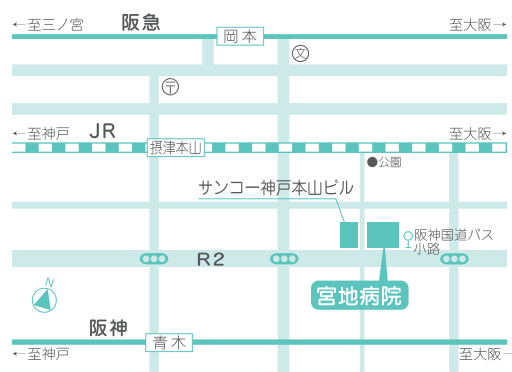 ←至三ノ宮
阪急
至大阪→
岡本
文
〒
←至神戸
JR
摂津本山
至大阪→
公園
サンコー神戸本山ビル
阪神国道バス
小路
R2
N
宮地病院
阪神
青木
←至神戸
至大阪→